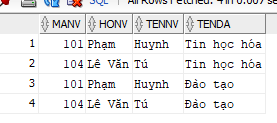 SQL | All Rows Fetched: 4 in 0.007 se
MANV HONV TENNV TENDA
1 101 Phạm Huynh Tin học hóa
2 104 Lê Văn Tú Tin học hóa
3 101 Phạm Huynh Đào tạo
4 104 Lê Văn Tú Đào tạo